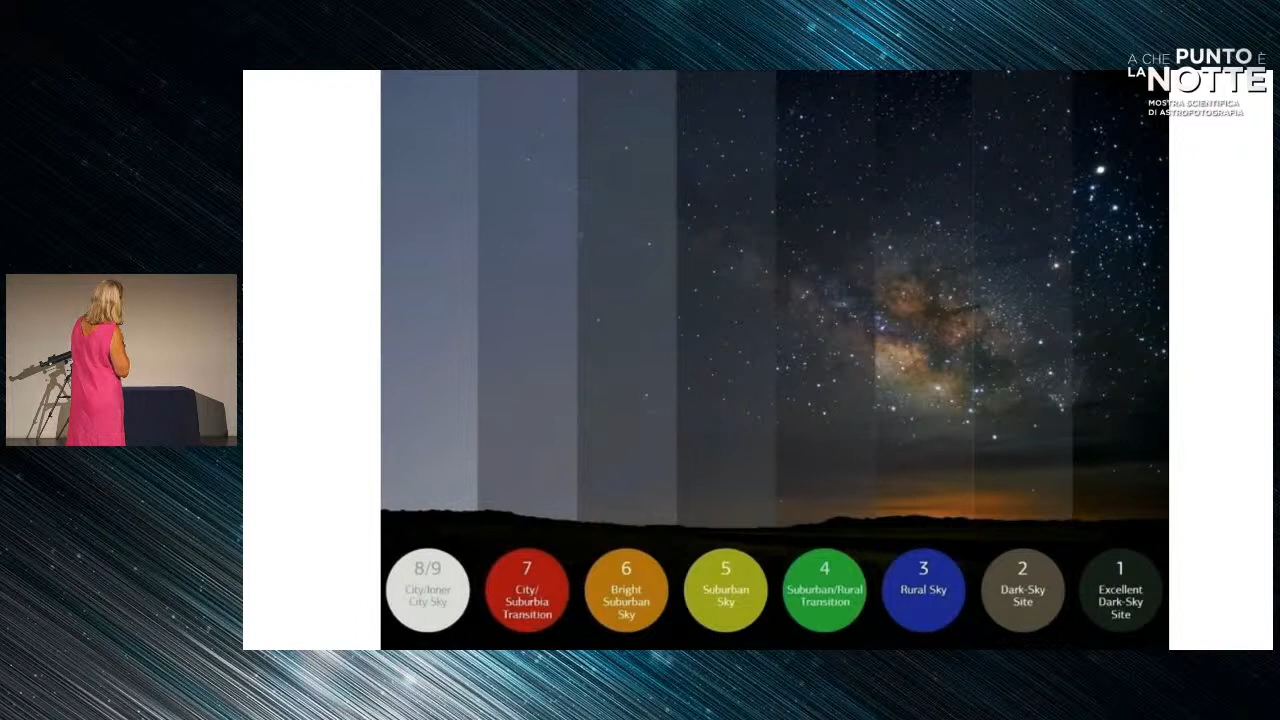 A CHE PUNTO È
LA NOTTE
MOSTRA SCIENTIFICA
DI ASTROFOTOGRAFIA
8/9
City/Inner
City Sky
7
City/
Suburbia
Transition
6
Bright
Suburban
Sky
5
Suburban
Sky
4
Suburban/Rural
Transition
3
Rural Sky
2
Dark-Sky
Site
1
Excellent
Dark-Sky
Site